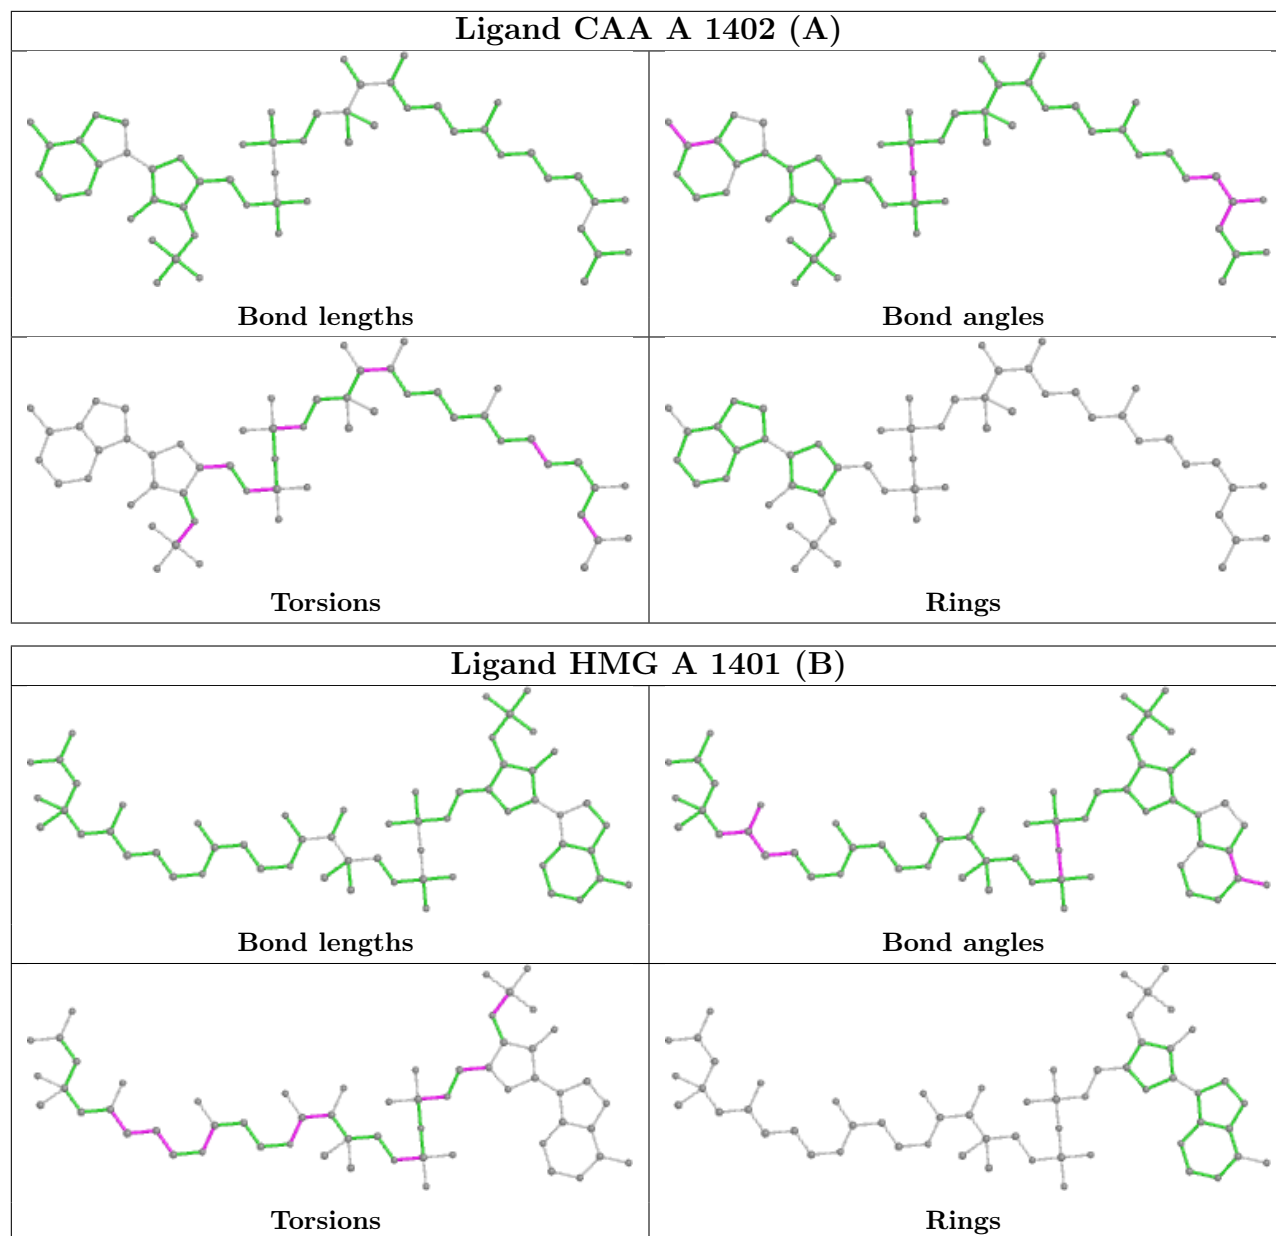 Ligand CAA A 1402 (A)
Bond lengths
Bond angles
Torsions
Rings
Ligand HMG A 1401 (B)
Bond lengths
Bond angles
Torsions
Rings